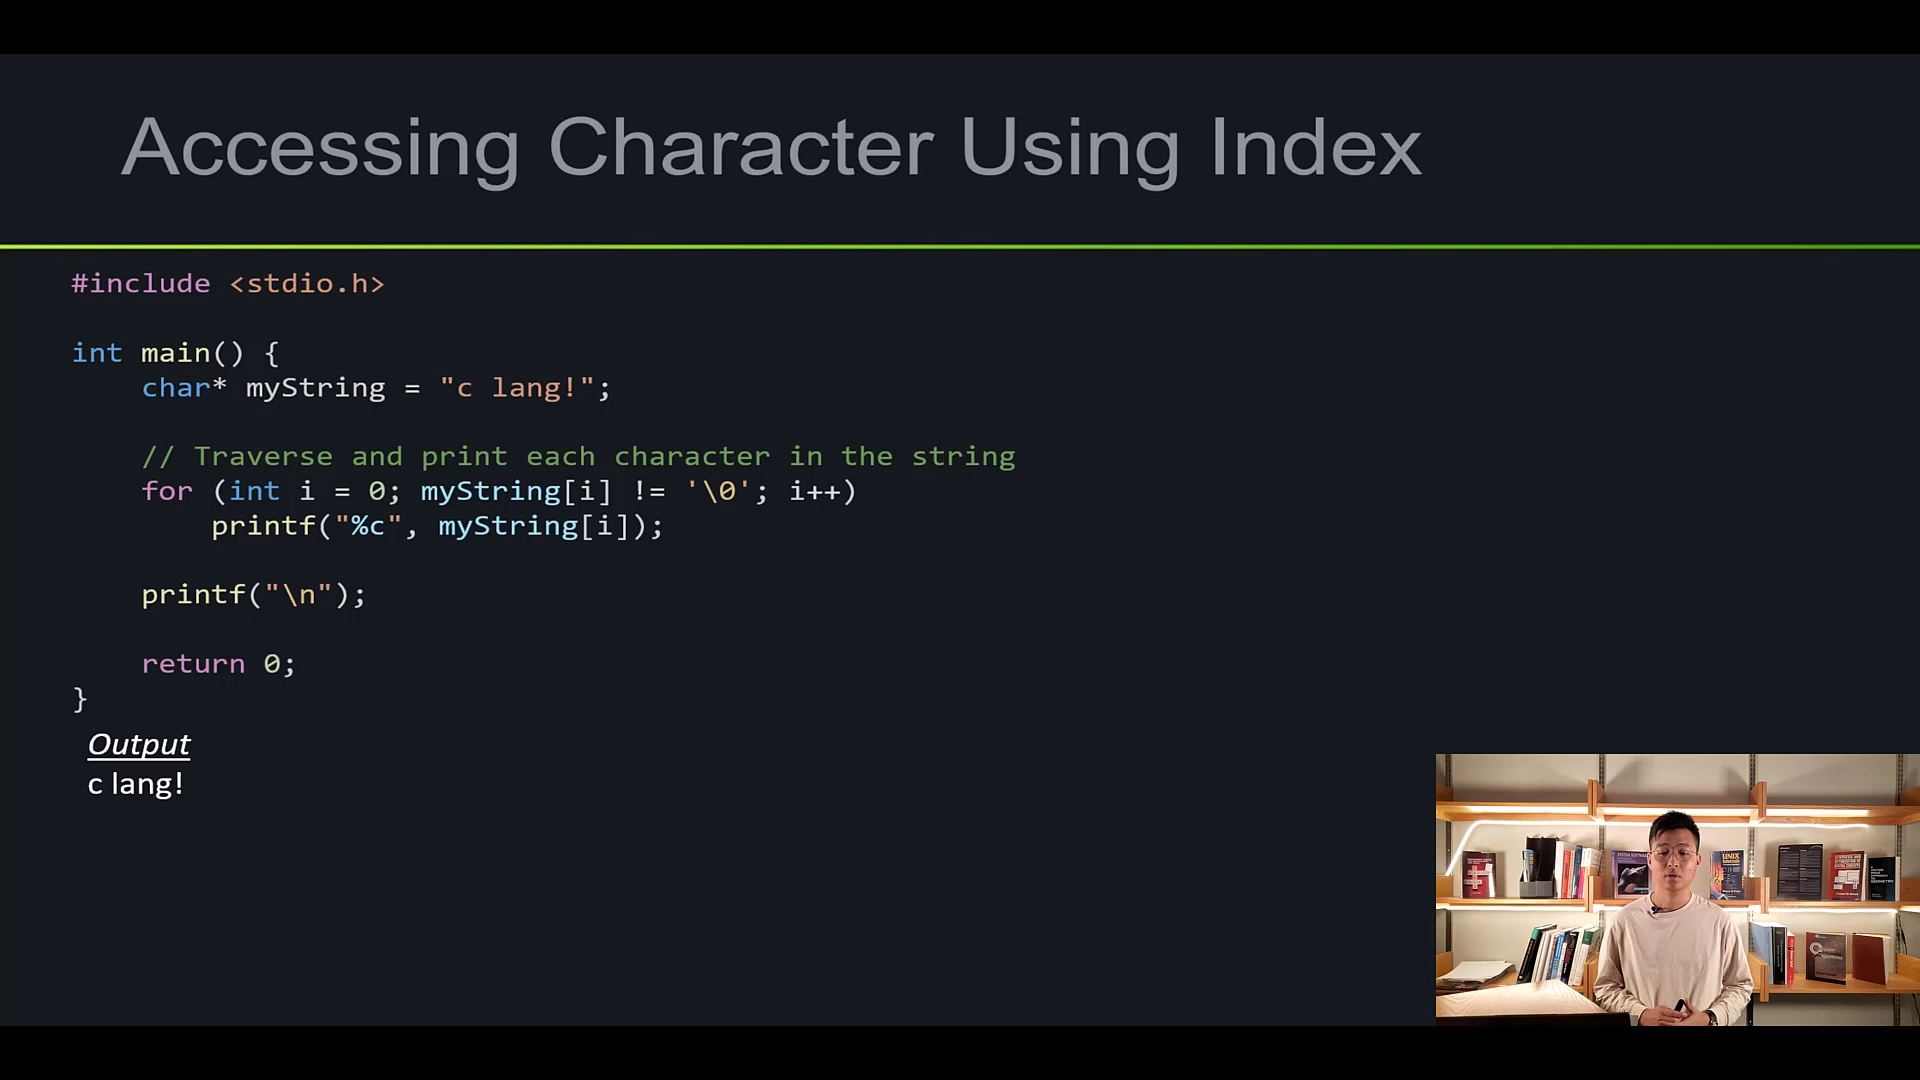 Accessing Character Using Index
#include <stdio.h>
int main() {
    char* myString = "c lang!";
    // Traverse and print each character in the string
    for (int i = 0; myString[i] != '\0'; i++)
        printf("%c", myString[i]);
    printf("\n");
    return 0;
}
Output
c lang!
UNIX